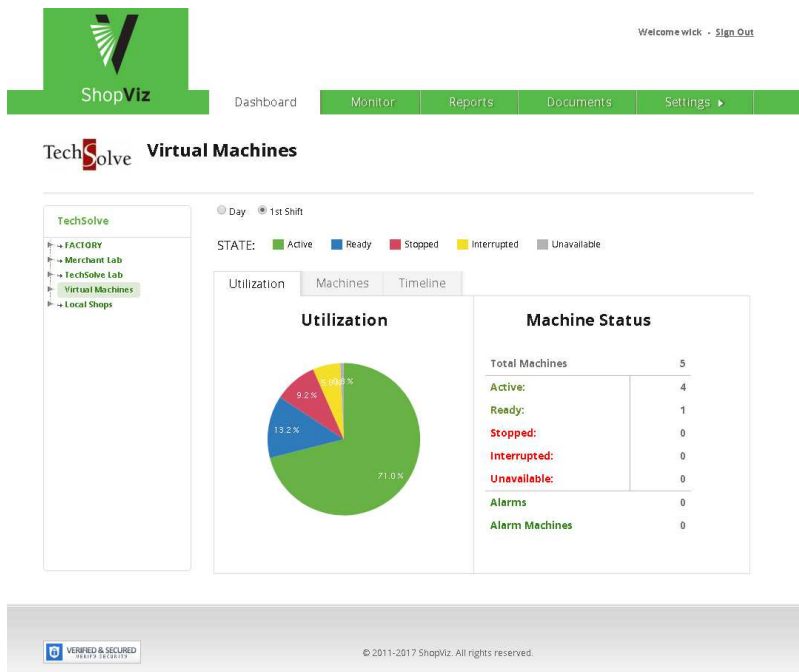 Welcome wick - Sign Out
ShopViz
Dashboard Monitor Reports Documents Settings
TechSolve Virtual Machines
TechSolve
FACTORY
Merchant Lab
TechSolve Lab
Virtual Machines
Local Shops
Day 1st Shift
STATE: Active Ready Stopped Interrupted Unavailable
Utilization Machines Timeline
Utilization
9.2%
13.2%
71.0%
Machine Status
Total Machines 5
Active: 4
Ready: 1
Stopped: 0
Interrupted: 0
Unavailable: 0
Alarms 0
Alarm Machines 0
VERIFIED & SECURED
VERIFY SECURITY
© 2011-2017 ShopViz. All rights reserved.